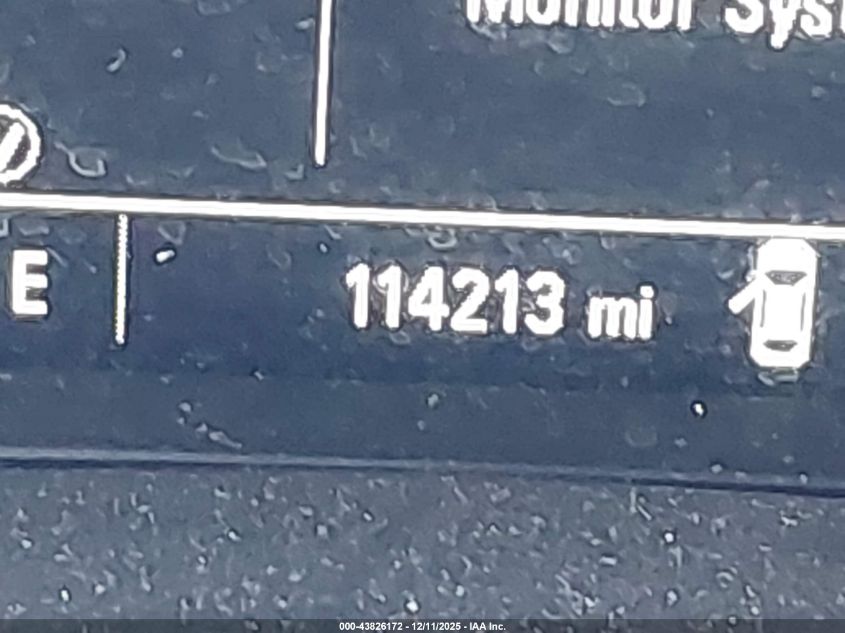 Monitor Syst
E
114213 mi
000-43826172 - 12/11/2025 - IAA Inc.